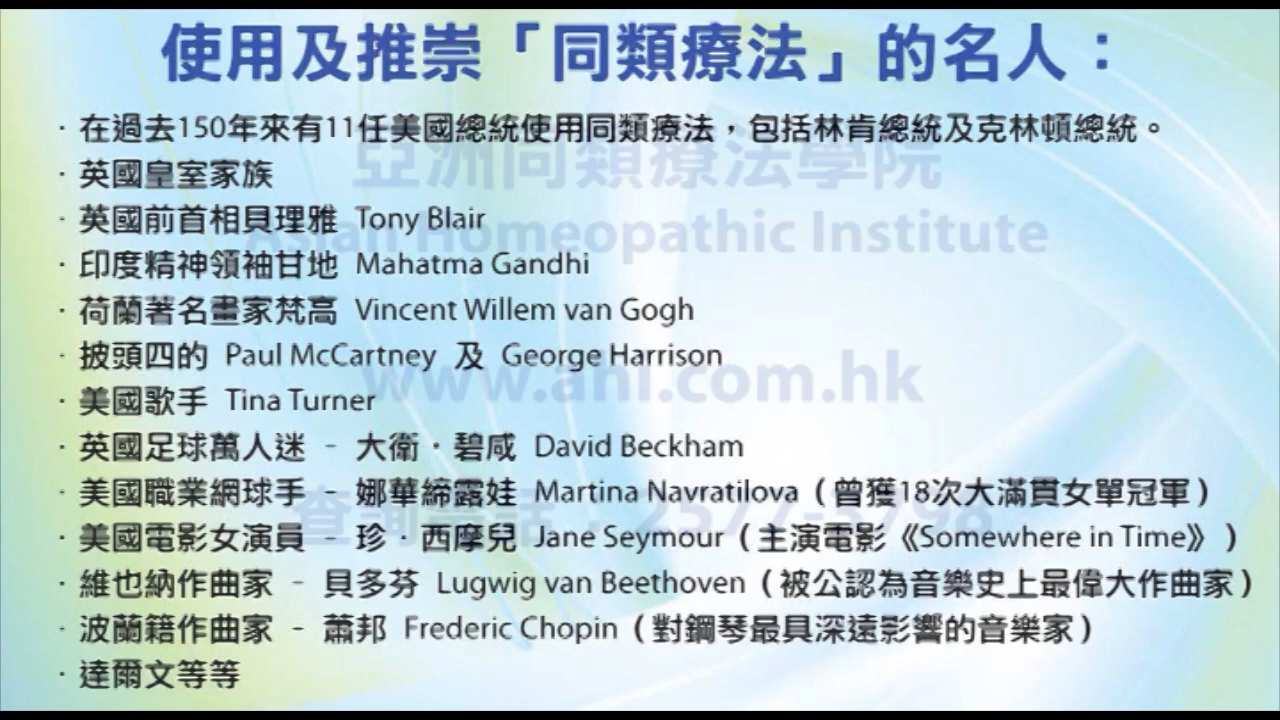 使用及推崇「同類療法」的名人：
· 在過去150年來有11任美國總統使用同類療法，包括林肯總統及克林頓總統。
亞洲同類療法學院
· 英國皇室家族
· 英國前首相貝理雅 Tony Blair
Asian Homeopathic Institute
· 印度精神領袖甘地 Mahatma Gandhi
· 荷蘭著名畫家梵高 Vincent Willem van Gogh
· 披頭四的 Paul McCartney 及 George Harrison
www.ahi.com.hk
· 美國歌手 Tina Turner
· 英國足球萬人迷 - 大衛·碧咸 David Beckham
· 美國職業網球手 - 娜華締露娃 Martina Navratilova（曾獲18次大滿貫女單冠軍）
查詢電話：2577-3798
· 美國電影女演員 - 珍·西摩兒 Jane Seymour（主演電影《Somewhere in Time》）
· 維也納作曲家 - 貝多芬 Lugwig van Beethoven（被公認為音樂史上最偉大作曲家）
· 波蘭籍作曲家 - 蕭邦 Frederic Chopin（對鋼琴最具深遠影響的音樂家）
· 達爾文等等